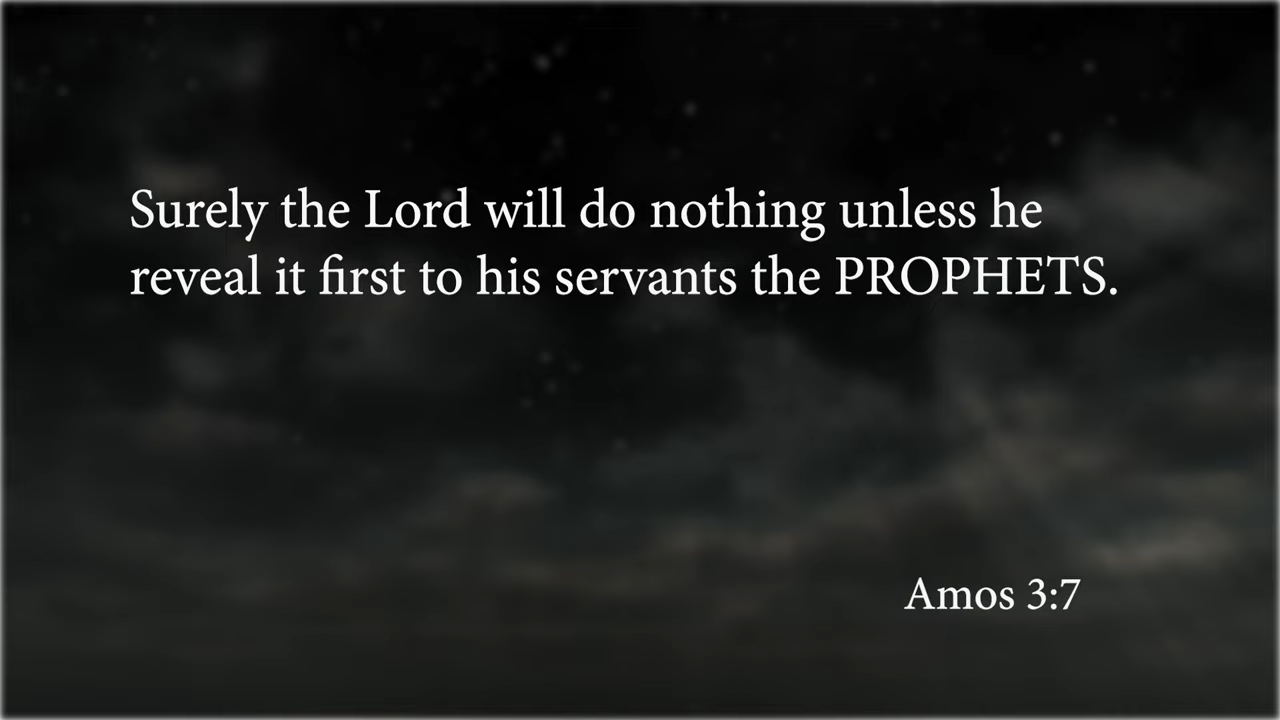 Surely the Lord will do nothing unless he
reveal it first to his servants the PROPHETS.
Amos 3:7